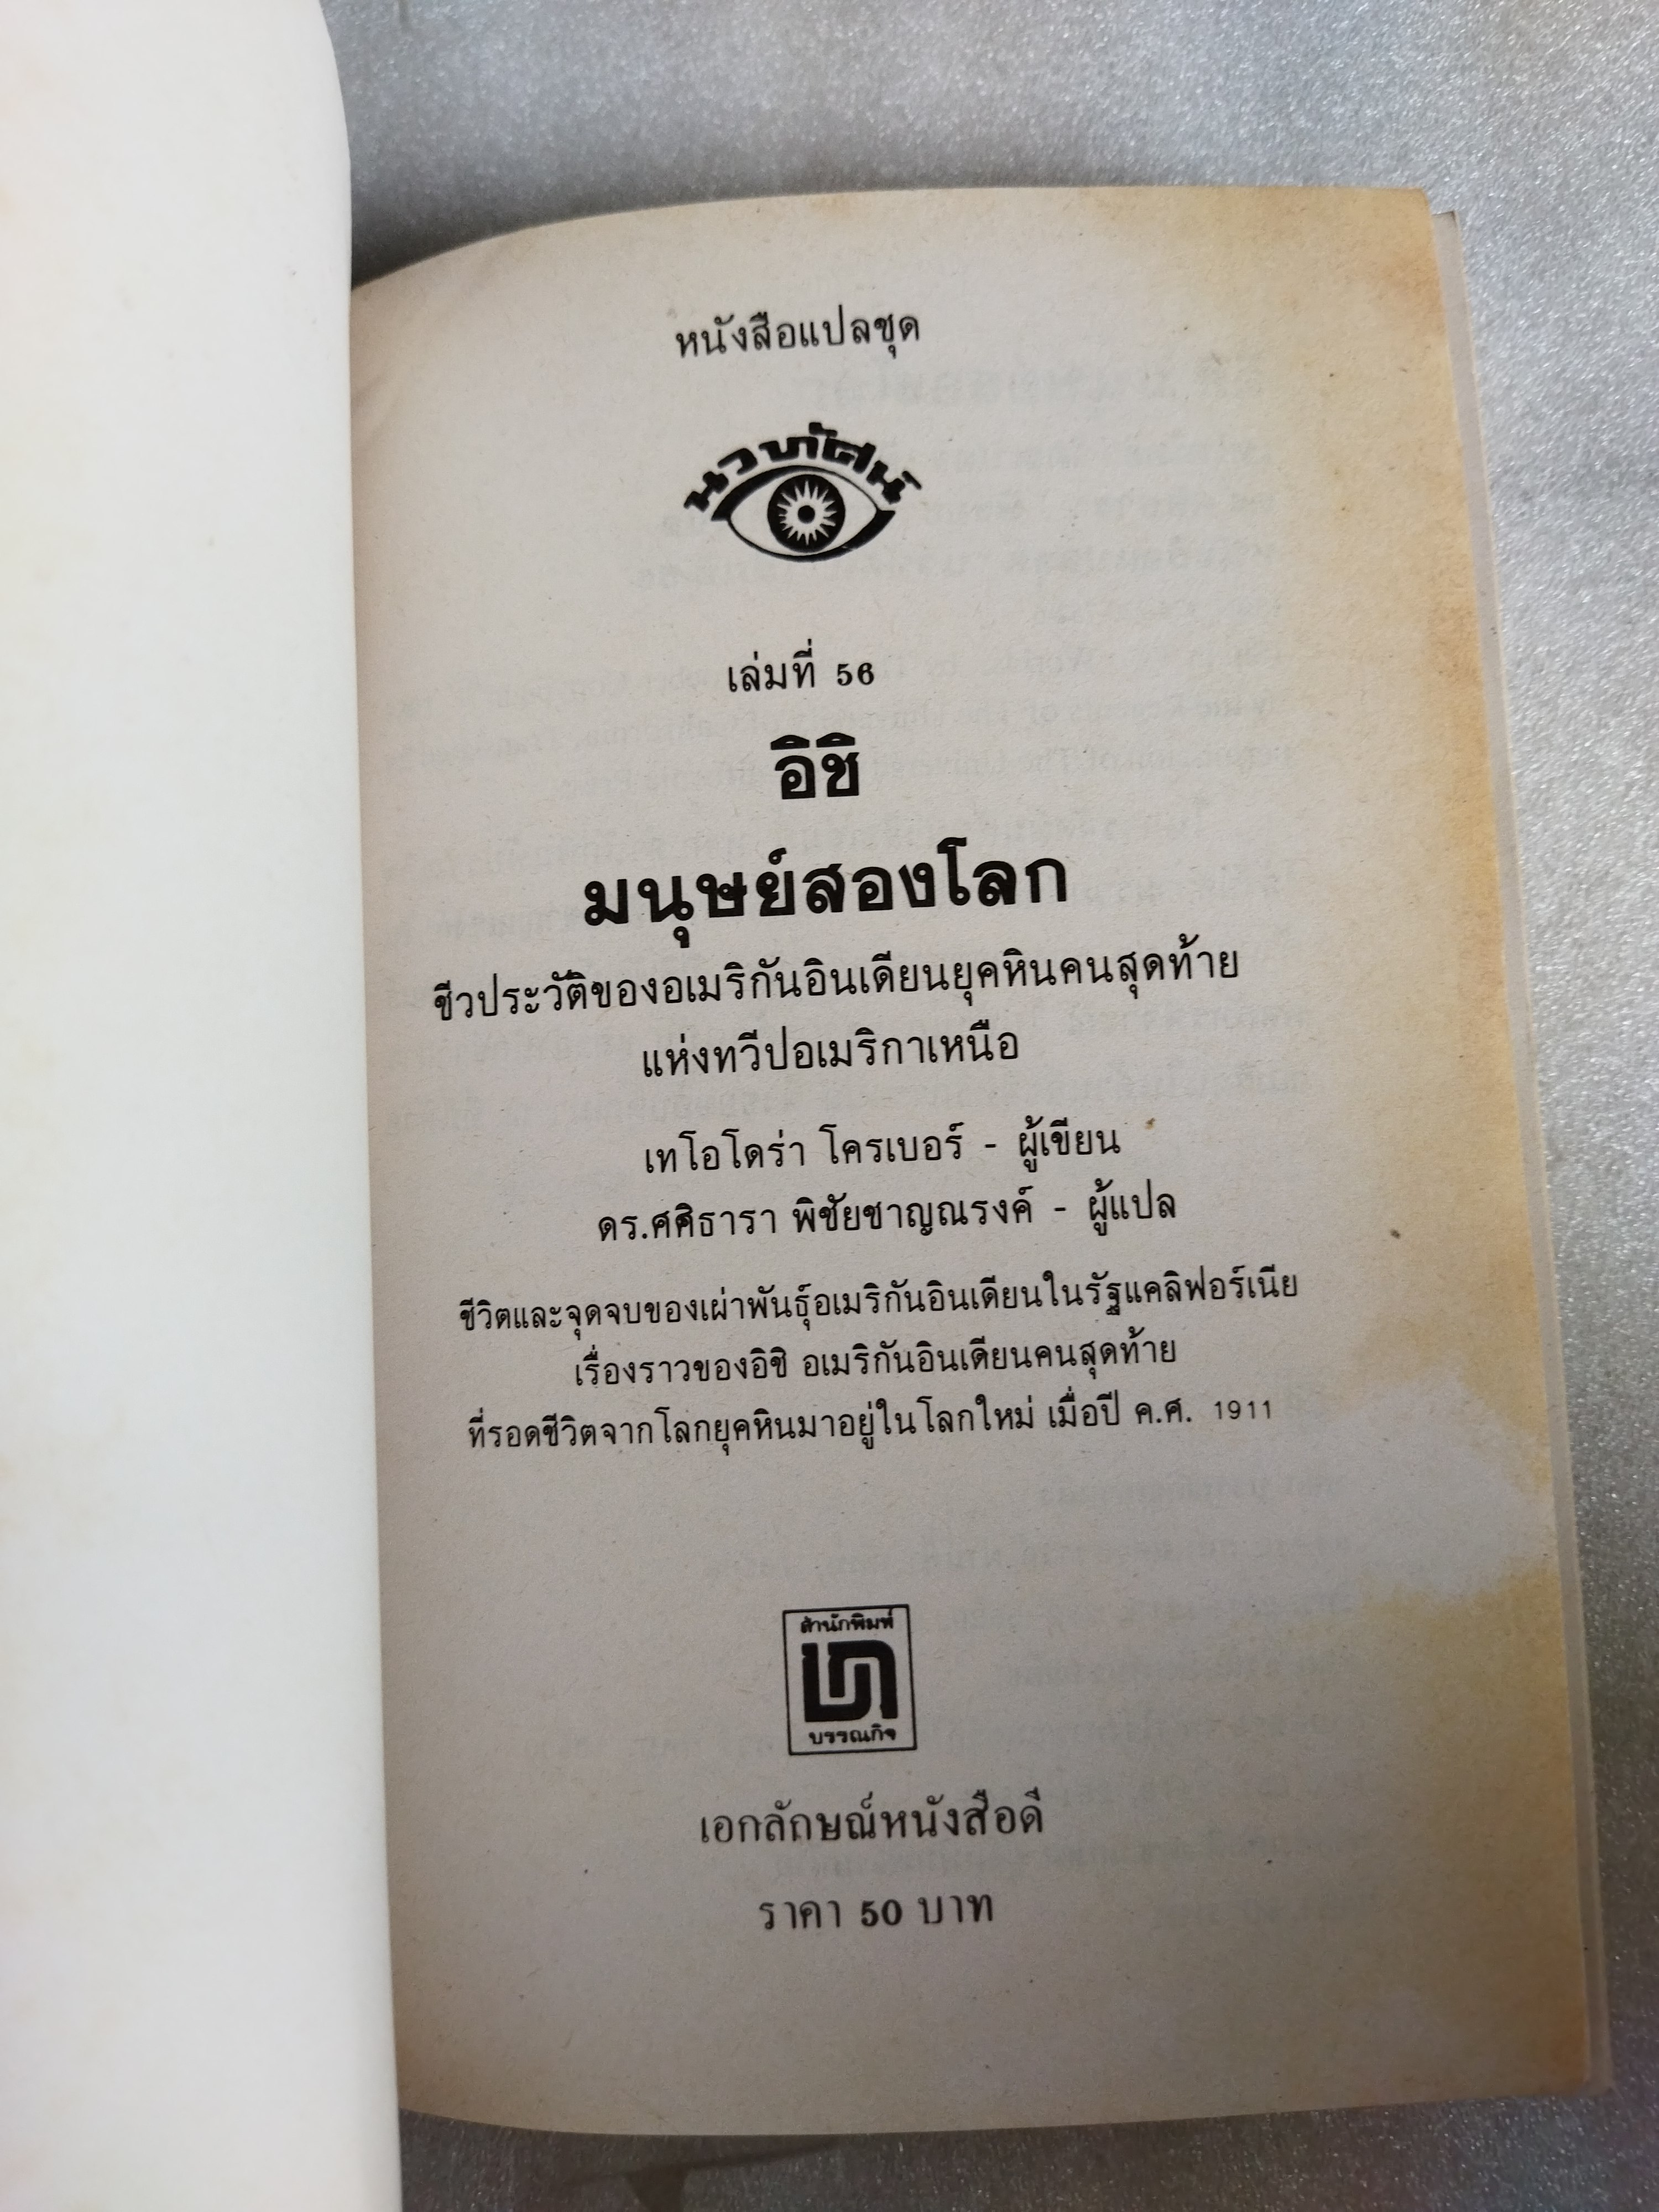 หนังสือแปลชุด
นวทัศน์
เล่มที่ 56
อิชิ
มนุษย์สองโลก
ชีวประวัติของอเมริกันอินเดียนยุคหินคนสุดท้าย
แห่งทวีปอเมริกาเหนือ
เทโอโดร่า โครเบอร์ - ผู้เขียน
ดร.ศศิธารา พิชัยชาญณรงค์ - ผู้แปล
ชีวิตและจุดจบของเผ่าพันธุ์อเมริกันอินเดียนในรัฐแคลิฟอร์เนีย
เรื่องราวของอิชิ อเมริกันอินเดียนคนสุดท้าย
ที่รอดชีวิตจากโลกยุคหินมาอยู่ในโลกใหม่ เมื่อปี ค.ศ. 1911
สำนักพิมพ์
บรรณกิจ
เอกลักษณ์หนังสือดี
ราคา 50 บาท